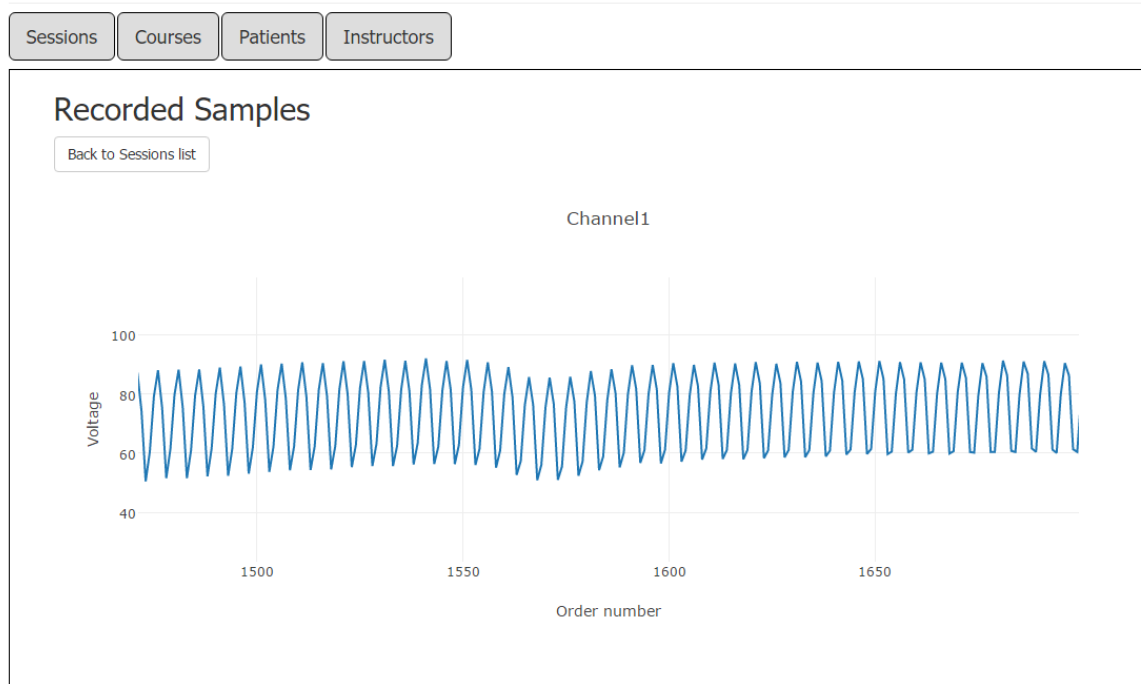 Sessions Courses Patients Instructors
Recorded Samples
Back to Sessions list
Channel1
100
80
60
40
Voltage
1500 1550 1600 1650
Order number